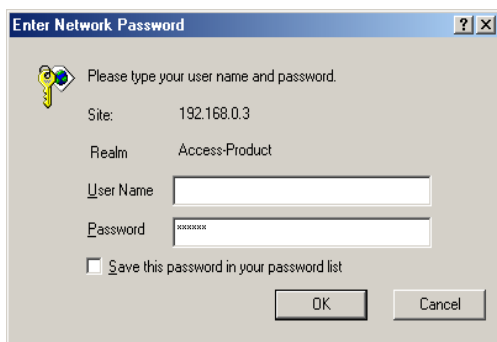 Enter Network Password
Please type your user name and password.
Site: 192.168.0.3
Realm Access-Product
User Name
Password xxxxxx
Save this password in your password list
OK Cancel